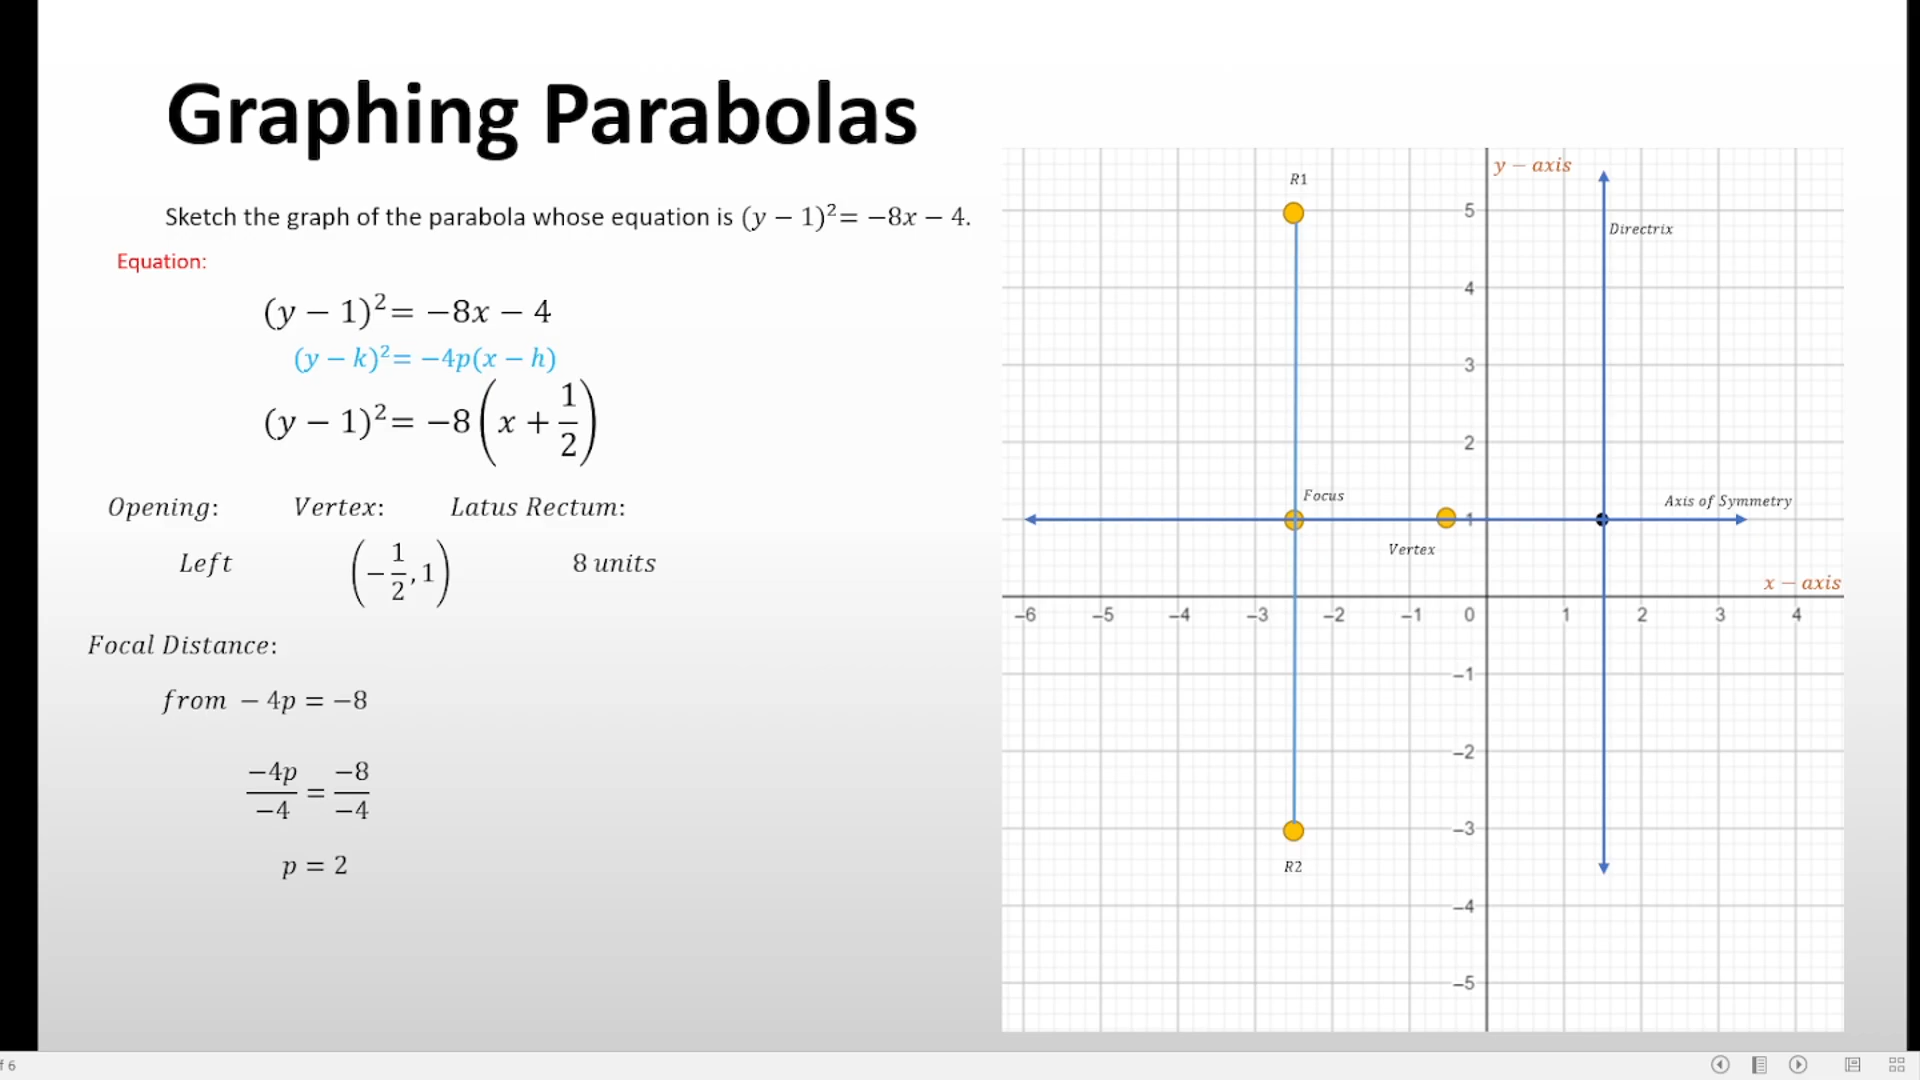 Graphing Parabolas
Sketch the graph of the parabola whose equation is (y − 1)²= −8x − 4.
Equation:
(y − 1)²= −8x − 4
(y − k)²= −4p(x − h)
(y − 1)²= −8(x + 1/2)
Opening: Vertex: Latus Rectum:
Left (−1/2, 1) 8 units
Focal Distance:
from − 4p = −8
−4p/−4 = −8/−4
p = 2
y − axis
R1
5
Directrix
4
3
2
Focus
Axis of Symmetry
1
Vertex
x − axis
−6 −5 −4 −3 −2 −1 0 1 2 3 4
−1
−2
−3
R2
−4
−5
f 6